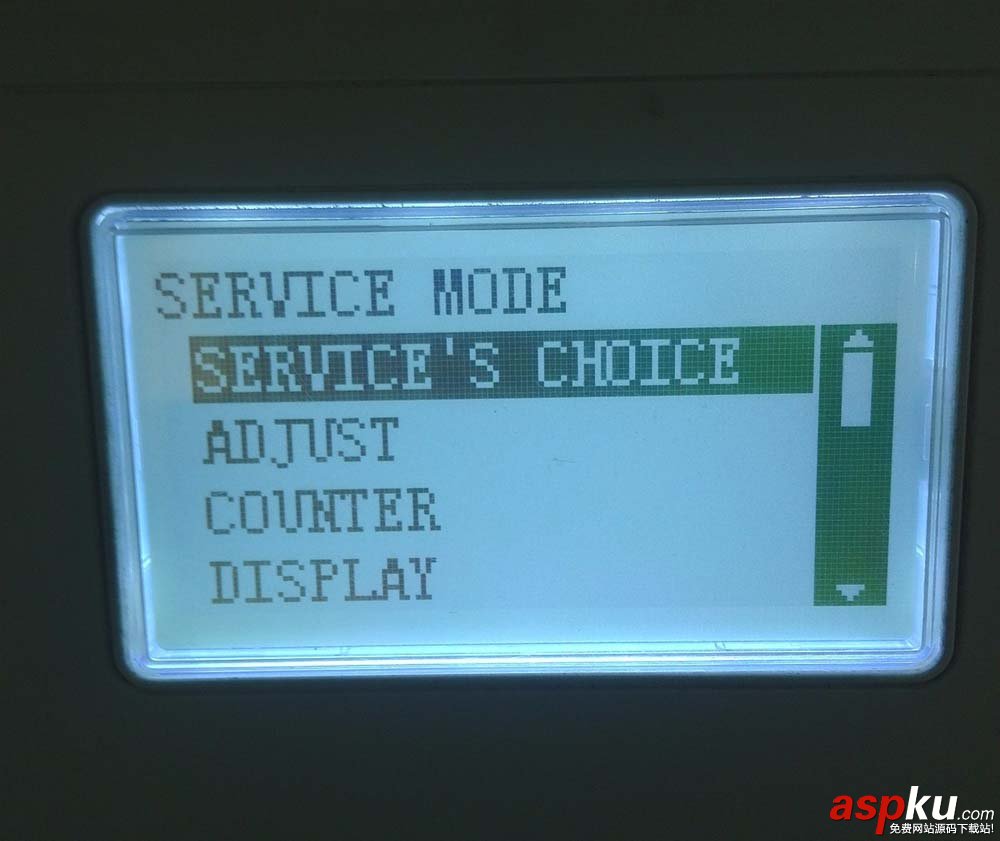 SERVICE MODE
SERVICE'S CHOICE
ADJUST
COUNTER
DISPLAY
aspku.com
免费网站源码下载站!